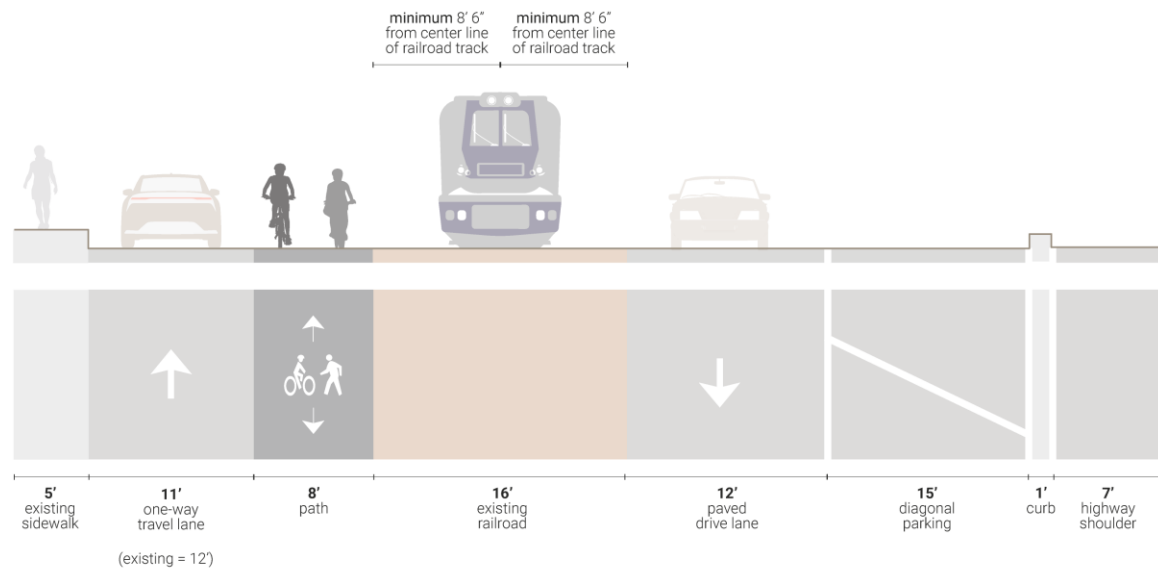 minimum 8’ 6”
from center line
of railroad track
minimum 8’ 6”
from center line
of railroad track
5’
existing
sidewalk
11’
one-way
travel lane
(existing = 12’)
8’
path
16’
existing
railroad
12’
paved
drive lane
15’
diagonal
parking
1’
curb
7’
highway
shoulder